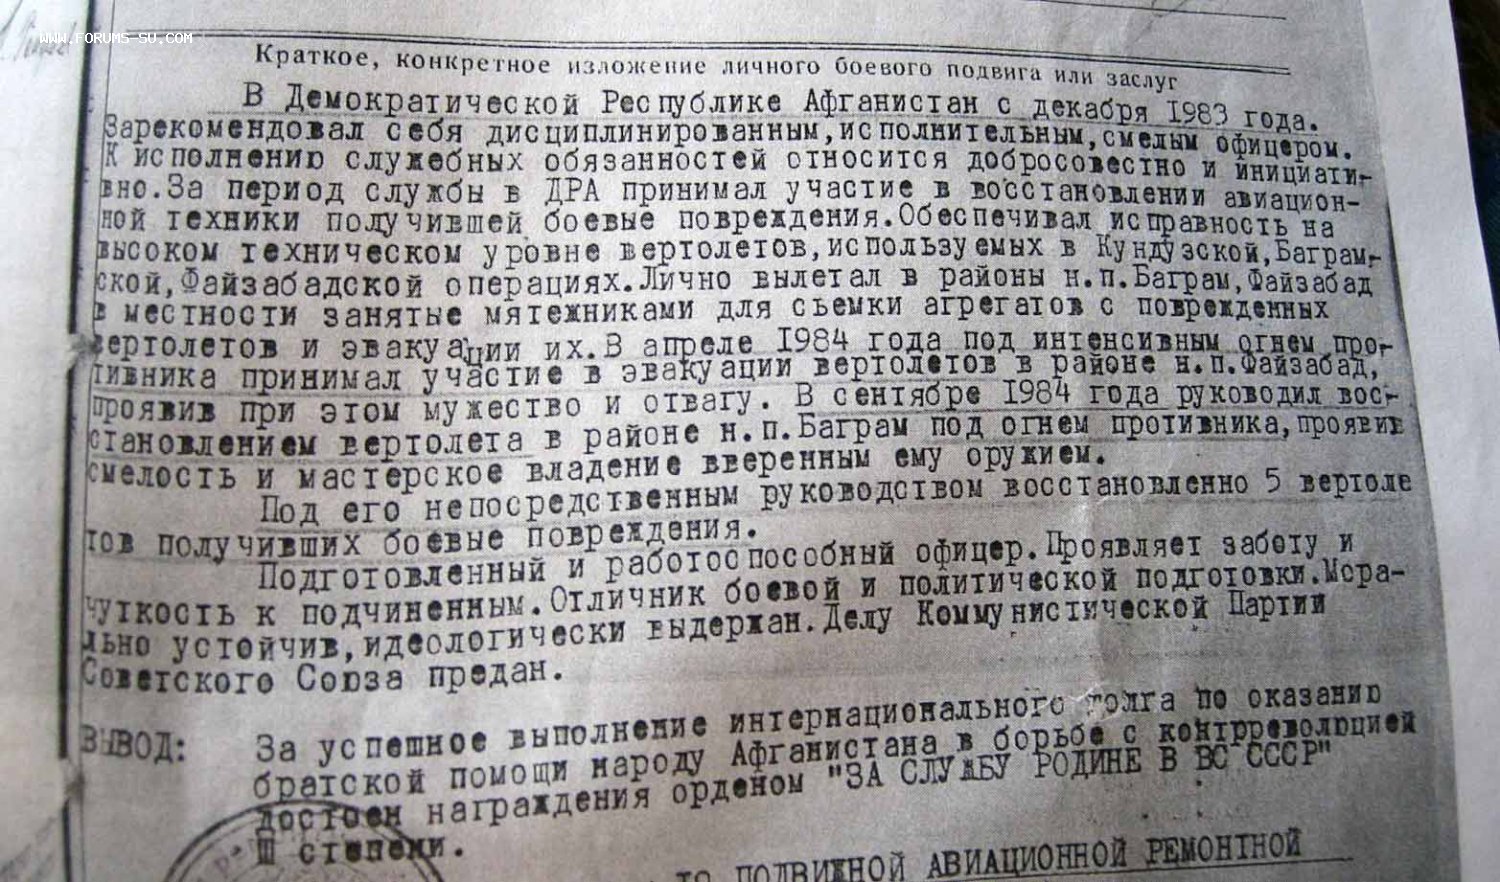 WWW.FORUMS-SU.COM
Краткое, конкретное изложение личного боевого подвига или заслуг
В Демократической Республике Афганистан с декабря 1983 года.
Зарекомендовал себя дисциплинированным,исполнительным,смелым офицером.
К исполнению служебных обязанностей относится добросовестно и инициати-
вно.За период службы в ДРА принимал участие в восстановлении авиацион-
ной техники получившей боевые повреждения.Обеспечивал исправность на
высоком техническом уровне вертолетов,используемых в Кундузской,Баграм-
ской,Файзабадской операциях.Лично вылетал в районы н.п.Баграм,Файзабад
в местности занятые мятежниками для сьемки агрегатов с поврежденных
вертолетов и эвакуации их.В апреле 1984 года под интенсивным огнем про-
тивника принимал участие в эвакуации вертолетов в районе н.п.Файзабад,
проявив при этом мужество и отвагу. В сентябре 1984 года руководил вос-
становлением вертолета в районе н.п.Баграм под огнем противника,проявив
смелость и мастерское владение вверенным ему оружием.
Под его непосредственным руководством восстановленно 5 вертоле
тов получивших боевые повреждения.
Подготовленный и работоспособный офицер.Проявляет заботу и
чуткость к подчиненным.Отличник боевой и политической подготовки.Мора-
льно устойчив,идеологически выдержан.Делу Коммунистической Партии
Советского Союза предан.
ВЫВОД: За успешное выполнение интернационального долга по оказанию
братской помощи народу Афганистана в борьбе с контрреволюцией
достоен награждения орденом "ЗА СЛУЖБУ РОДИНЕ В ВС СССР"
III степени.
ПОДВИЖНОЙ АВИАЦИОННОЙ РЕМОНТНОЙ